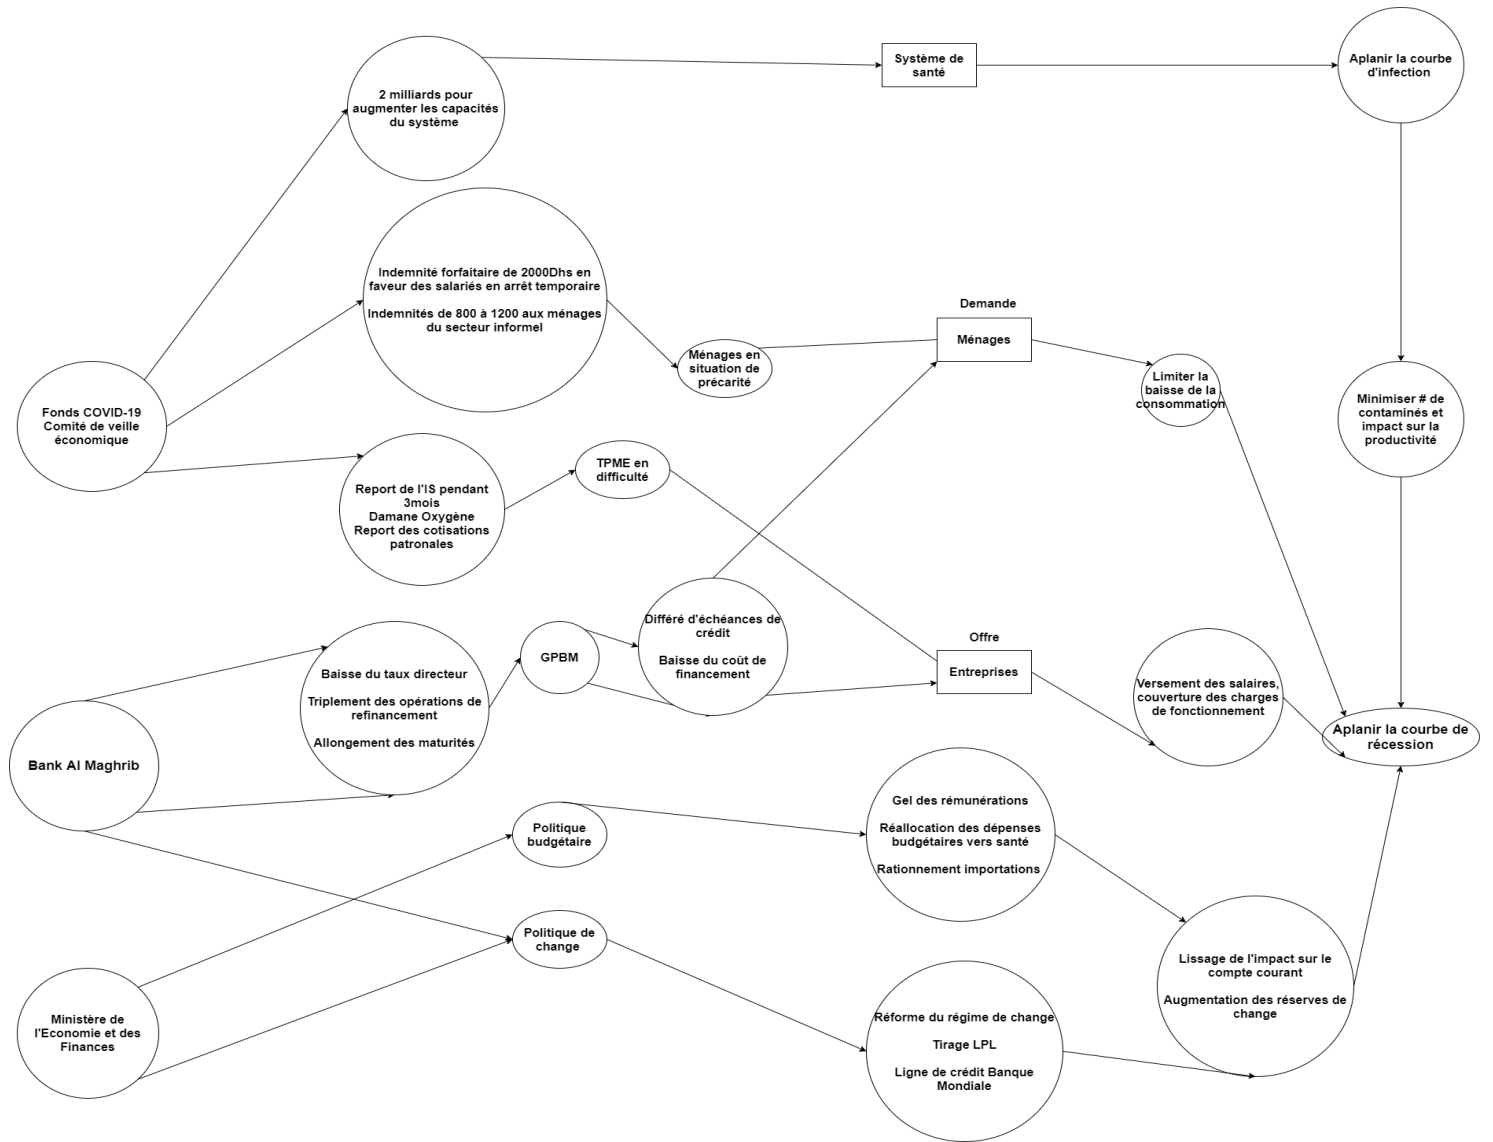 2 milliards pour
augmenter les capacités
du système
Système de
santé
Aplanir la courbe
d'infection
Indemnité forfaitaire de 2000Dhs en
faveur des salariés en arrêt temporaire
Indemnités de 800 à 1200 aux ménages
du secteur informel
Demande
Ménages
Ménages en
situation de
précarité
Limiter la
baisse de la
consommation
Minimiser # de
contaminés et
impact sur la
productivité
Fonds COVID-19
Comité de veille
économique
TPME en
difficulté
Report de l'IS pendant
3mois
Damane Oxygène
Report des cotisations
patronales
Différé d'échéances de
crédit
Baisse du coût de
financement
GPBM
Offre
Entreprises
Baisse du taux directeur
Triplement des opérations de
refinancement
Allongement des maturités
Versement des salaires,
couverture des charges
de fonctionnement
Aplanir la courbe de
récession
Bank Al Maghrib
Politique
budgétaire
Gel des rémunérations
Réallocation des dépenses
budgétaires vers santé
Rationnement importations
Politique de
change
Lissage de l'impact sur le
compte courant
Augmentation des réserves de
change
Ministère de
l'Economie et des
Finances
Réforme du régime de change
Tirage LPL
Ligne de crédit Banque
Mondiale